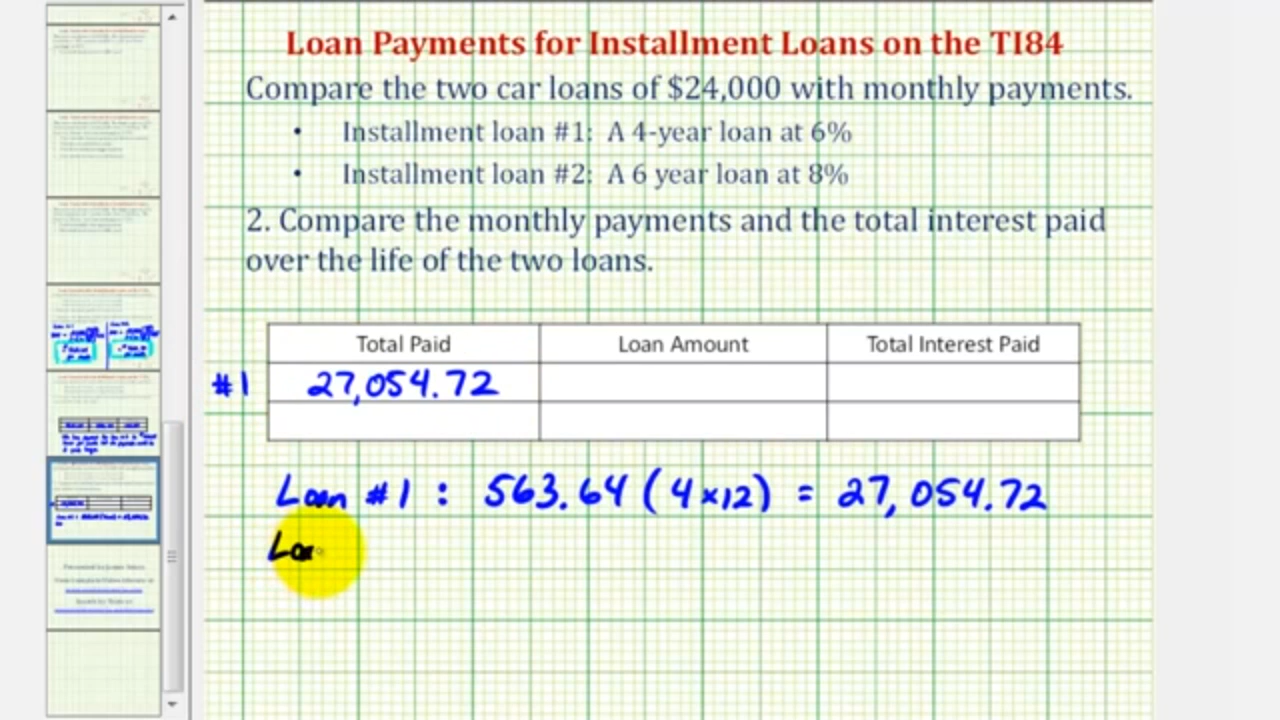 Loan Payments for Installment Loans on the TI84
Compare the two car loans of $24,000 with monthly payments.
• Installment loan #1: A 4-year loan at 6%
• Installment loan #2: A 6 year loan at 8%
2. Compare the monthly payments and the total interest paid
over the life of the two loans.
Total Paid Loan Amount Total Interest Paid
#1 27,054.72
Loan #1 : 563.64 (4x12) = 27,054.72
Loa